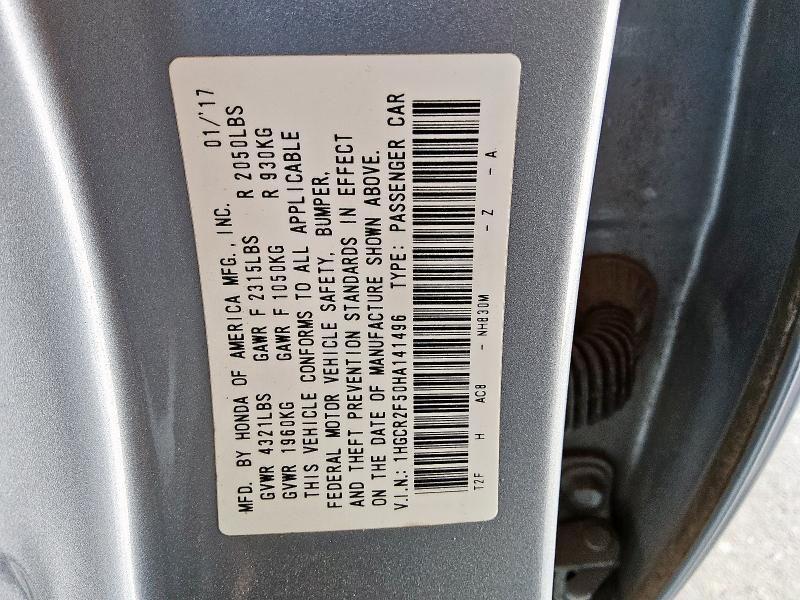 MFD. BY HONDA OF AMERICA MFG., INC. 01/'17
GVWR 4321LBS GAWR F 2315LBS R 2050LBS
GVWR 1960KG GAWR F 1050KG R 930KG
THIS VEHICLE CONFORMS TO ALL APPLICABLE
FEDERAL MOTOR VEHICLE SAFETY, BUMPER,
AND THEFT PREVENTION STANDARDS IN EFFECT
ON THE DATE OF MANUFACTURE SHOWN ABOVE.
V.I.N.: 1HGCR2F50HA141496 TYPE: PASSENGER CAR
T2F H AC8 - NH830M - Z - A